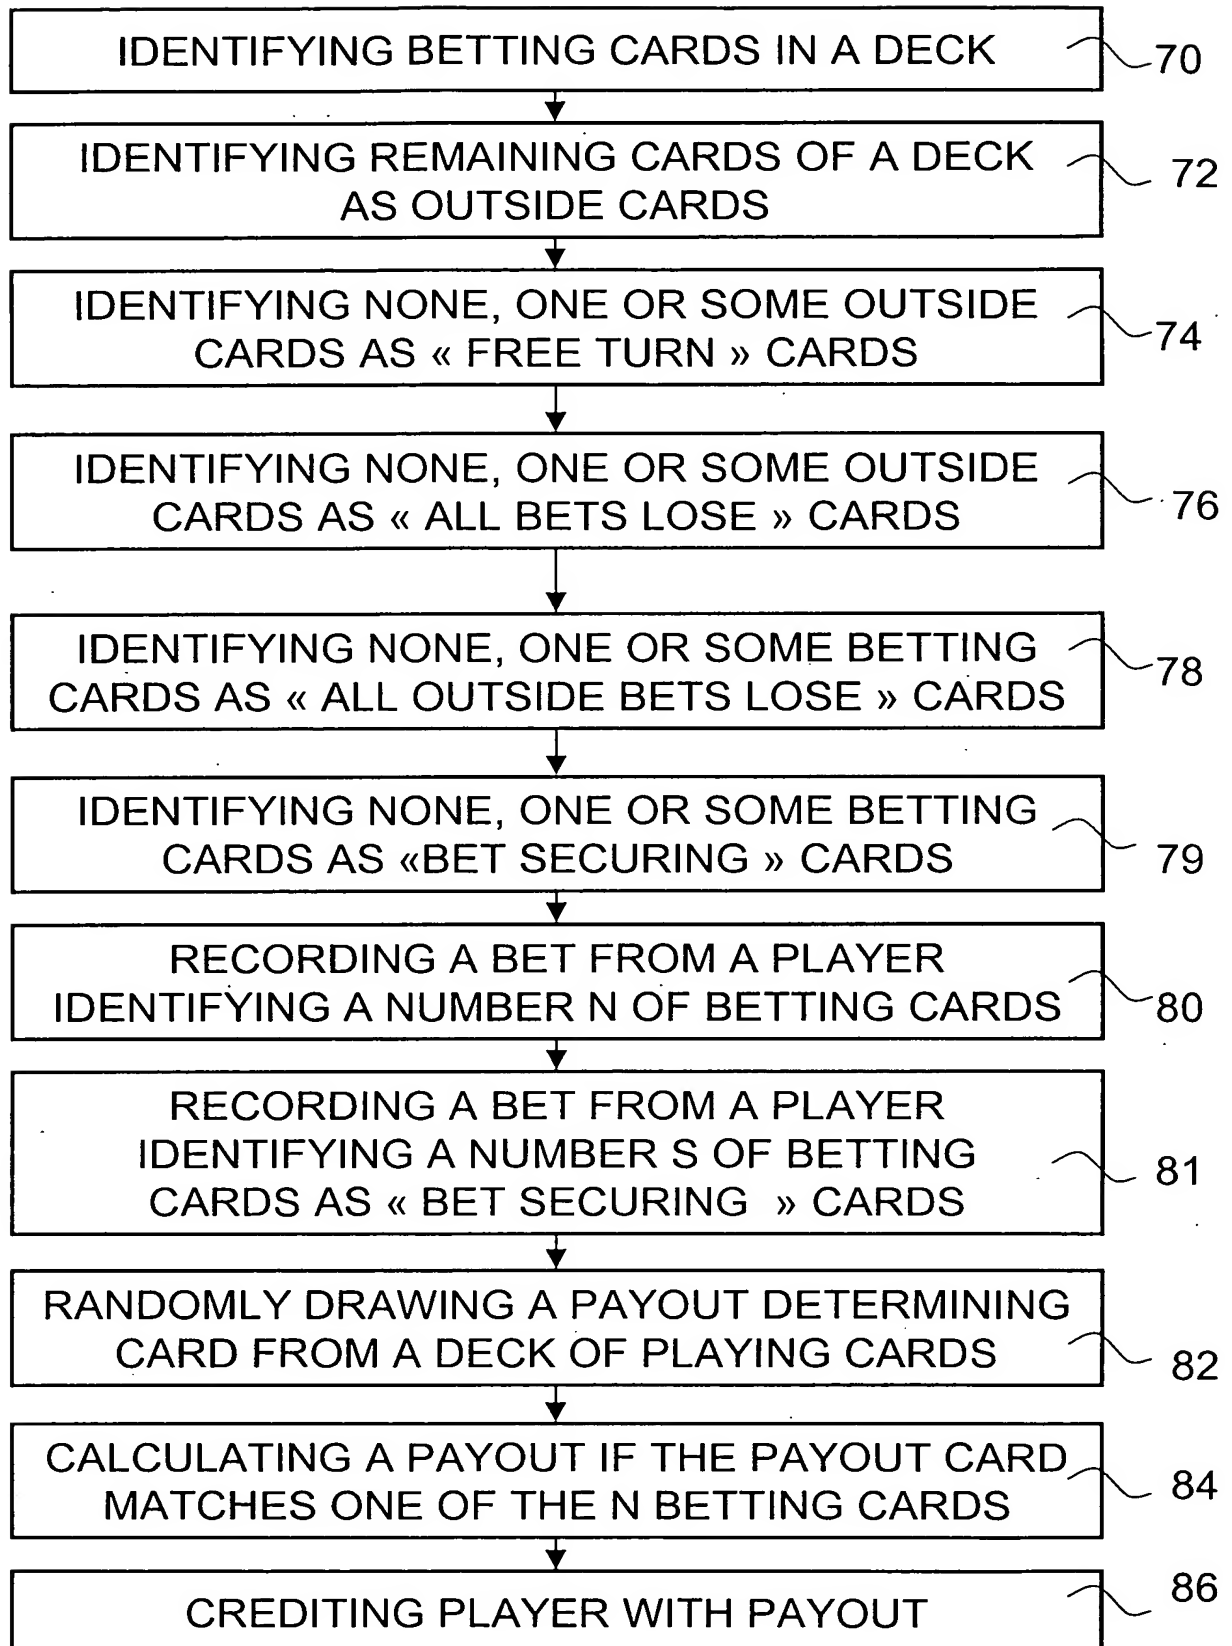 IDENTIFYING BETTING CARDS IN A DECK
70
IDENTIFYING REMAINING CARDS OF A DECK
AS OUTSIDE CARDS
72
IDENTIFYING NONE, ONE OR SOME OUTSIDE
CARDS AS « FREE TURN » CARDS
74
IDENTIFYING NONE, ONE OR SOME OUTSIDE
CARDS AS « ALL BETS LOSE » CARDS
76
IDENTIFYING NONE, ONE OR SOME BETTING
CARDS AS « ALL OUTSIDE BETS LOSE » CARDS
78
IDENTIFYING NONE, ONE OR SOME BETTING
CARDS AS «BET SECURING » CARDS
79
RECORDING A BET FROM A PLAYER
IDENTIFYING A NUMBER N OF BETTING CARDS
80
RECORDING A BET FROM A PLAYER
IDENTIFYING A NUMBER S OF BETTING
CARDS AS « BET SECURING » CARDS
81
RANDOMLY DRAWING A PAYOUT DETERMINING
CARD FROM A DECK OF PLAYING CARDS
82
CALCULATING A PAYOUT IF THE PAYOUT CARD
MATCHES ONE OF THE N BETTING CARDS
84
CREDITING PLAYER WITH PAYOUT
86